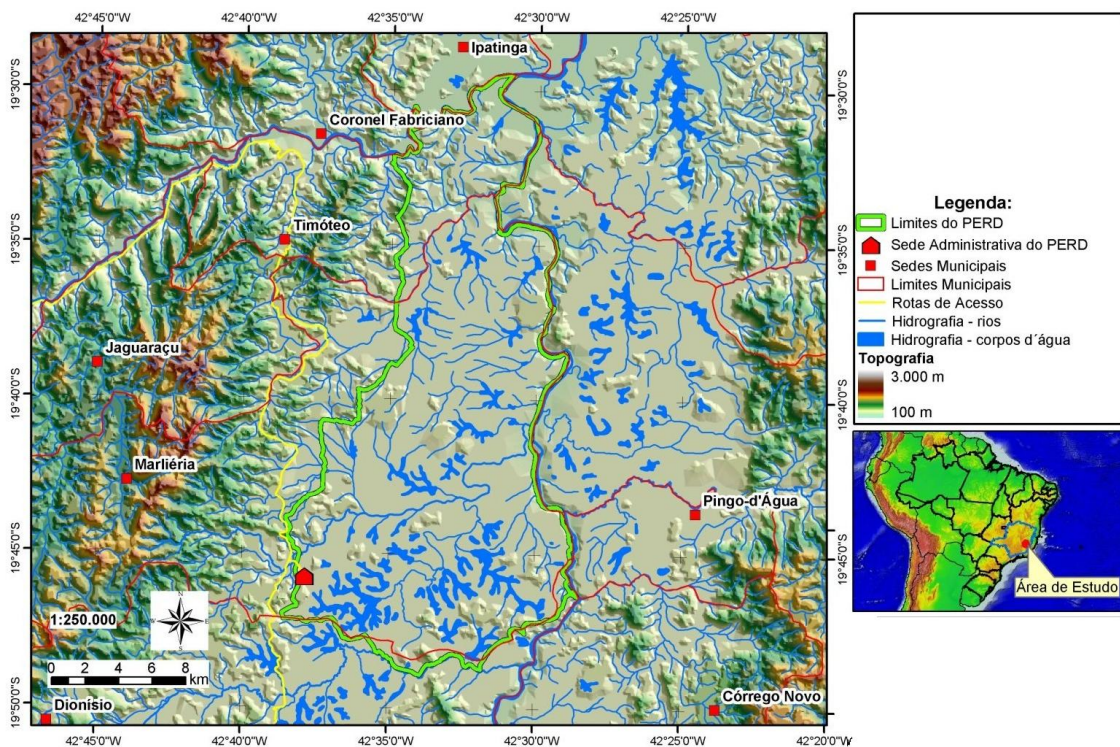 42°45'0"W
42°40'0"W
42°35'0"W
42°30'0"W
42°25'0"W
19°30'0"S
19°35'0"S
19°40'0"S
19°45'0"S
19°50'0"S
Ipatinga
Coronel Fabriciano
Timóteo
Jaguaraçu
Marliéria
Pingo-d'Água
1:250.000
N
W
E
S
0 2 4 6 8
km
Dionísio
Córrego Novo
19°30'0"S
19°35'0"S
19°40'0"S
19°45'0"S
42°45'0"W
42°40'0"W
42°35'0"W
42°30'0"W
42°25'0"W
42°20'0"W
Legenda:
Limites do PERD
Sede Administrativa do PERD
Sedes Municipais
Limites Municipais
Rotas de Acesso
Hidrografia - rios
Hidrografia - corpos d´água
Topografia
3.000 m
100 m
Área de Estudo